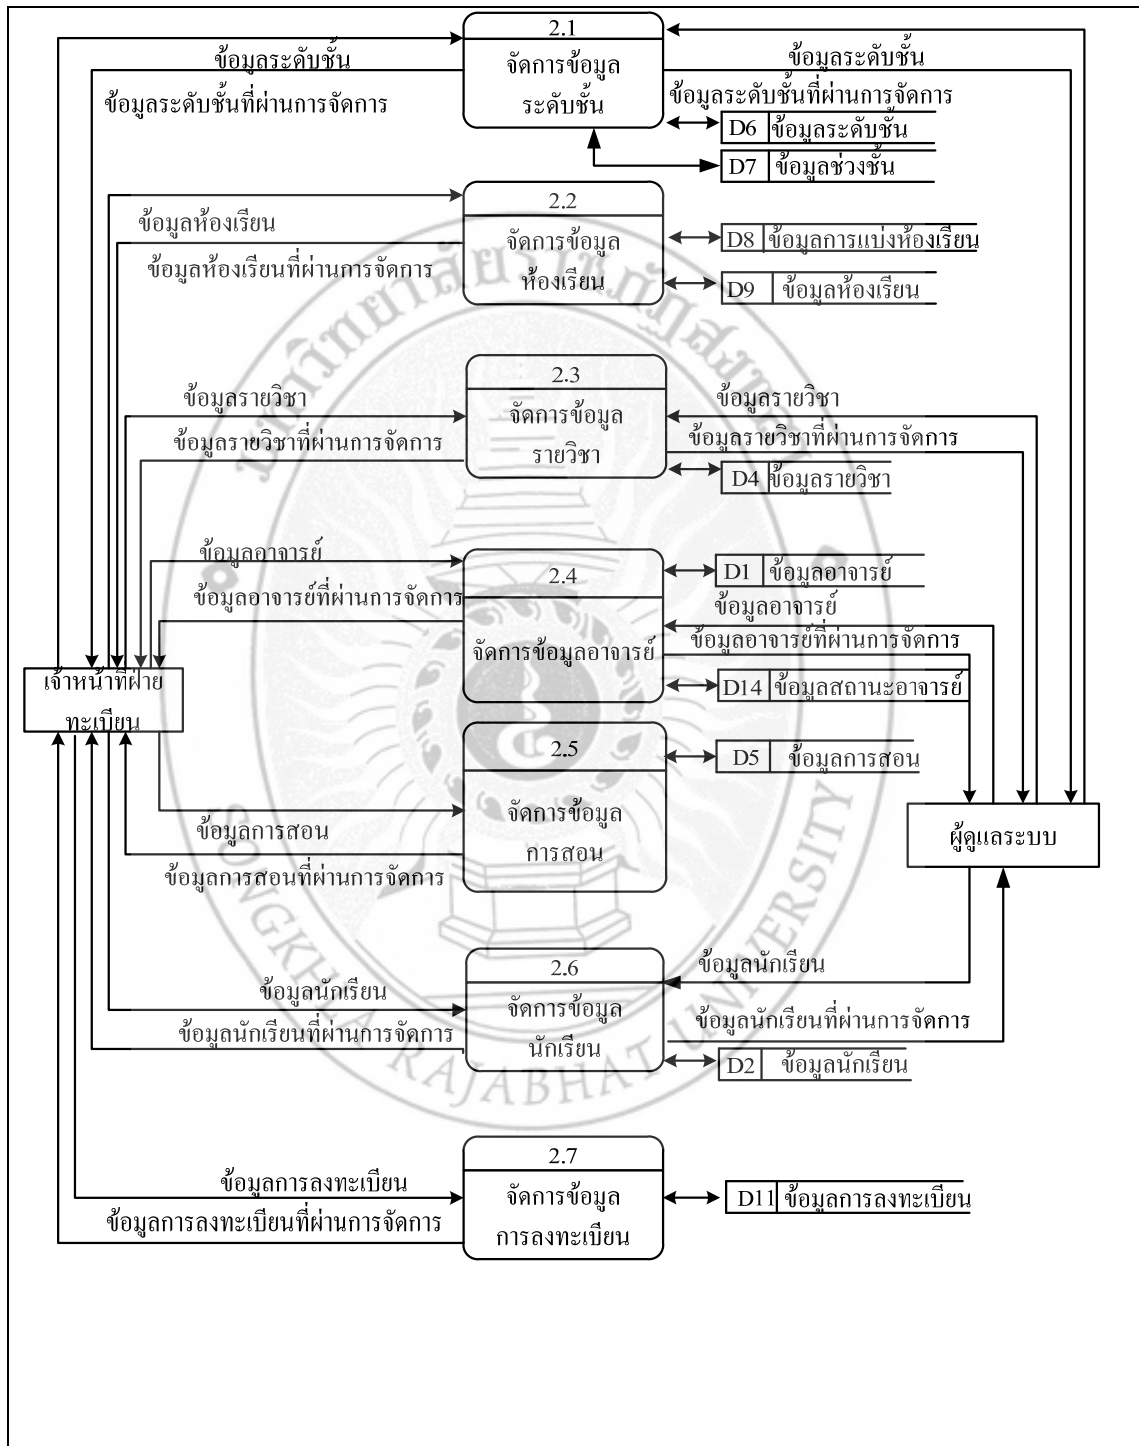 2.1
จัดการข้อมูล
ระดับชั้น
ข้อมูลระดับชั้น
ข้อมูลระดับชั้นที่ผ่านการจัดการ
ข้อมูลระดับชั้น
ข้อมูลระดับชั้นที่ผ่านการจัดการ
D6 ข้อมูลระดับชั้น
D7 ข้อมูลช่วงชั้น
2.2
จัดการข้อมูล
ห้องเรียน
ข้อมูลห้องเรียน
ข้อมูลห้องเรียนที่ผ่านการจัดการ
D8 ข้อมูลการแบ่งห้องเรียน
D9 ข้อมูลห้องเรียน
มหาวิทยาลัยราชภัฏสงขลา
2.3
จัดการข้อมูล
รายวิชา
ข้อมูลรายวิชา
ข้อมูลรายวิชาที่ผ่านการจัดการ
ข้อมูลรายวิชา
ข้อมูลรายวิชาที่ผ่านการจัดการ
D4 ข้อมูลรายวิชา
2.4
จัดการข้อมูลอาจารย์
ข้อมูลอาจารย์
ข้อมูลอาจารย์ที่ผ่านการจัดการ
D1 ข้อมูลอาจารย์
ข้อมูลอาจารย์
ข้อมูลอาจารย์ที่ผ่านการจัดการ
D14 ข้อมูลสถานะอาจารย์
เจ้าหน้าที่ฝ่าย
ทะเบียน
2.5
จัดการข้อมูล
การสอน
D5 ข้อมูลการสอน
ข้อมูลการสอน
ข้อมูลการสอนที่ผ่านการจัดการ
ผู้ดูแลระบบ
2.6
จัดการข้อมูล
นักเรียน
ข้อมูลนักเรียน
ข้อมูลนักเรียนที่ผ่านการจัดการ
ข้อมูลนักเรียน
ข้อมูลนักเรียนที่ผ่านการจัดการ
D2 ข้อมูลนักเรียน
SONGKHLA RAJABHAT UNIVERSITY
2.7
จัดการข้อมูล
การลงทะเบียน
ข้อมูลการลงทะเบียน
ข้อมูลการลงทะเบียนที่ผ่านการจัดการ
D11 ข้อมูลการลงทะเบียน